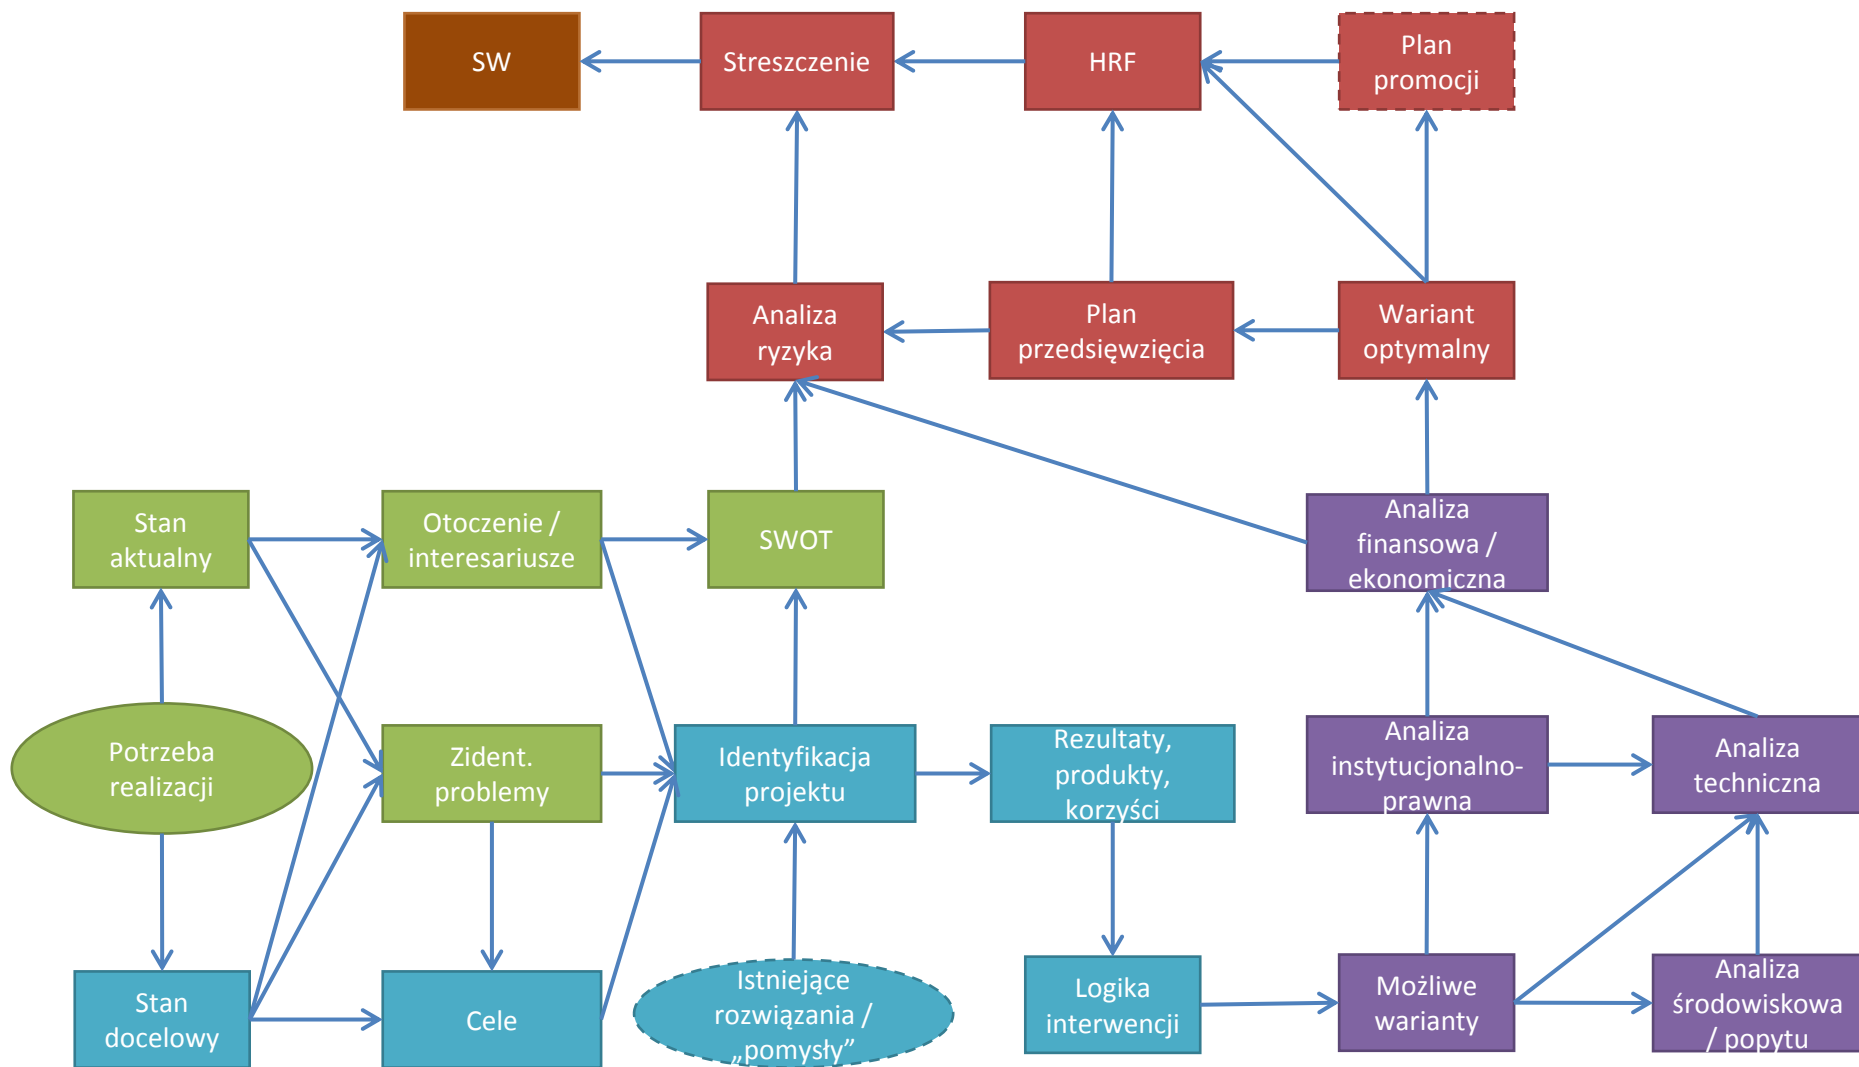 SW
Streszczenie
HRF
Plan
promocji
Analiza
ryzyka
Plan
przedsięwzięcia
Wariant
optymalny
Stan
aktualny
Otoczenie /
interesariusze
SWOT
Analiza
finansowa /
ekonomiczna
Potrzeba
realizacji
Zident.
problemy
Identyfikacja
projektu
Rezultaty,
produkty,
korzyści
Analiza
instytucjonalno-
prawna
Analiza
techniczna
Stan
docelowy
Cele
Istniejące
rozwiązania /
„pomysły”
Logika
interwencji
Możliwe
warianty
Analiza
środowiskowa
/ popytu